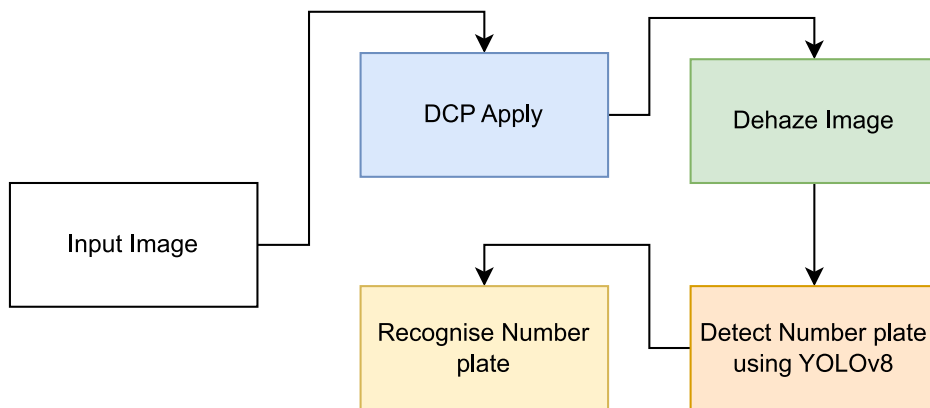 Input Image
DCP Apply
Dehaze Image
Detect Number plate
using YOLOv8
Recognise Number
plate